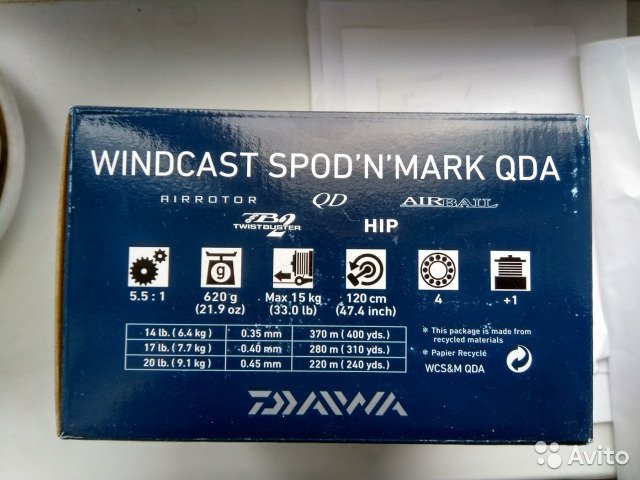 WINDCAST SPOD'N'MARK QDA
AIRROTOR QD AIRBAIL
TB2 TWISTBUSTER HIP
5.5 : 1
620 g
(21.9 oz)
Max 15 kg
(33.0 lb)
120 cm
(47.4 inch)
4
+1
14 lb. (6.4 kg) 0.35 mm 370 m (400 yds.)
17 lb. (7.7 kg) 0.40 mm 280 m (310 yds.)
20 lb. (9.1 kg) 0.45 mm 220 m (240 yds.)
* This package is made from
recycled materials
* Papier Recyclé
WCS&M QDA
DAIWA
Avito